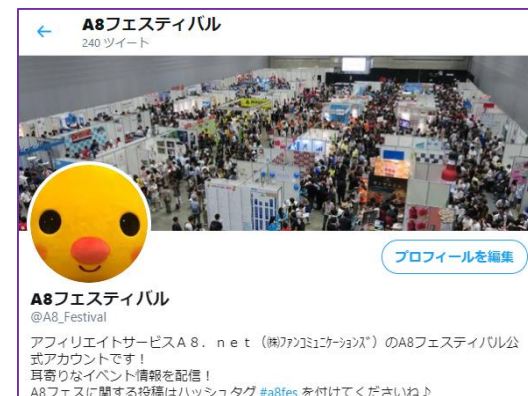 A8フェスティバル
240 ツイート
プロフィールを編集
A8フェスティバル
@A8_Festival
アフィリエイトサービスＡ８．ｎｅｔ（㈱ﾌｧﾝｺﾐｭﾆｹｰｼｮﾝｽﾞ）のA8フェスティバル公
式アカウントです！
耳寄りなイベント情報を配信！
A8フェスに関する投稿はハッシュタグ #a8fes を付けてくださいね♪